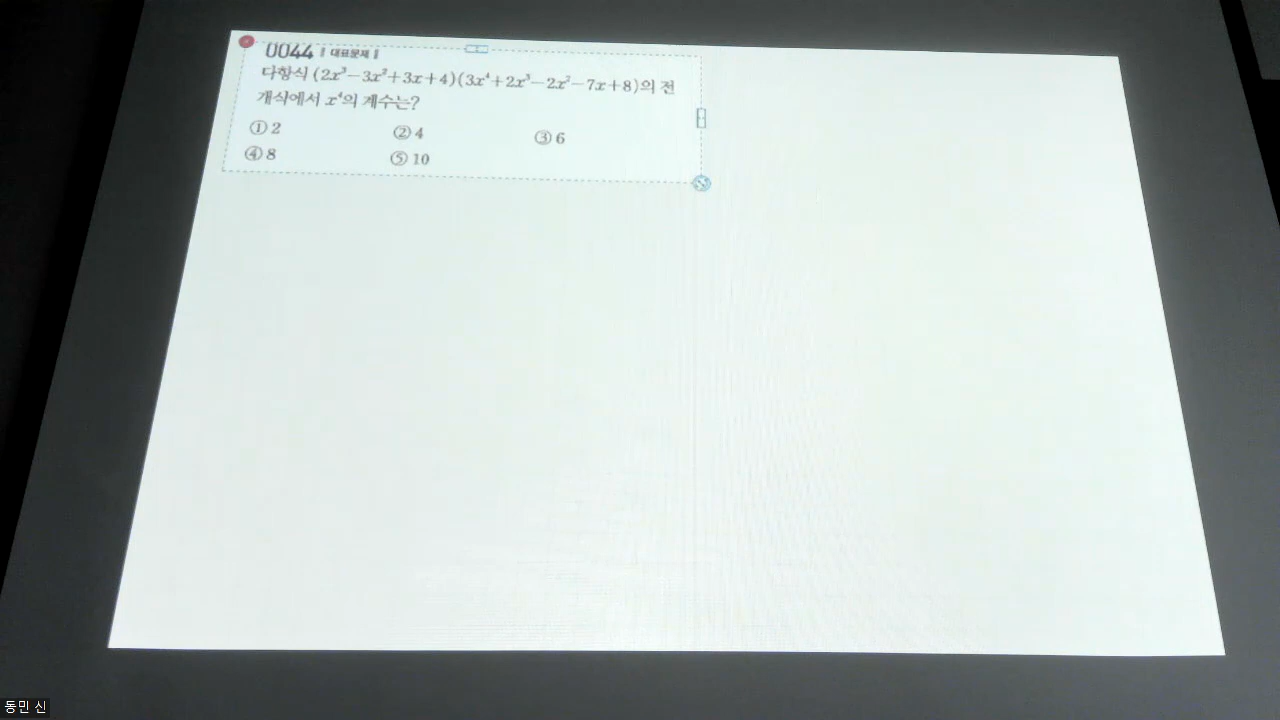 0044 대표문제
다항식 (2x³-3x²+3x+4)(3x⁴+2x³-2x²-7x+8)의 전
개식에서 x⁴의 계수는?
① 2 ② 4 ③ 6
④ 8 ⑤ 10
동민 신